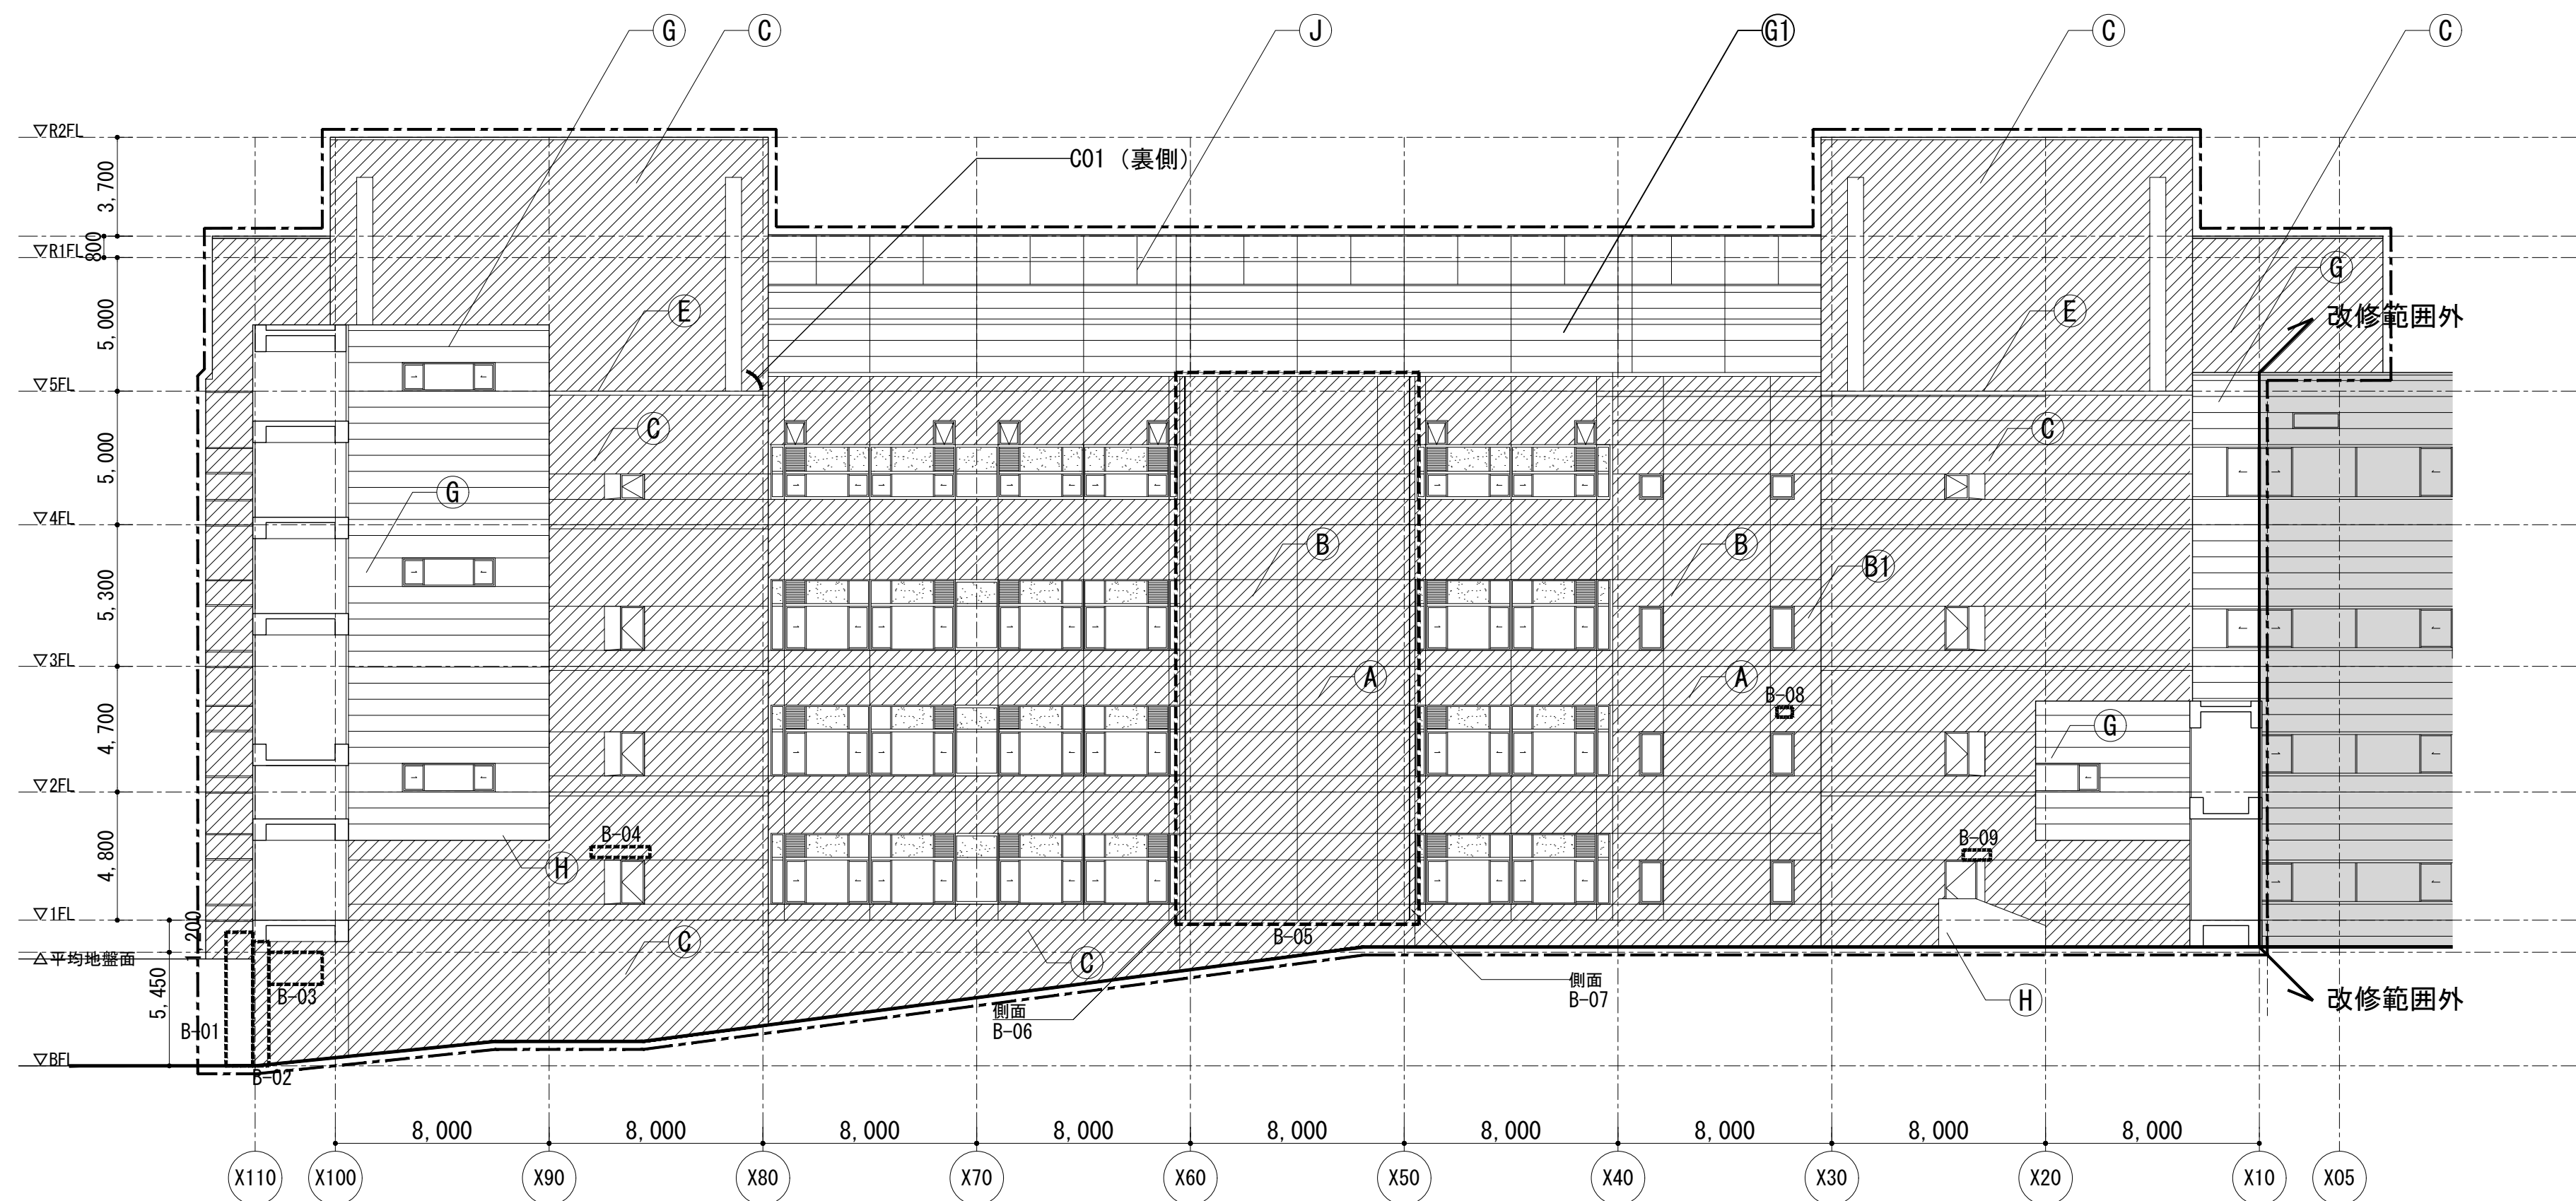 G
C
J
G1
C
C
▽R2FL
3,700
C01（裏側）
▽R1FL
800
G
E
E
改修範囲外
5,000
▽5FL
C
C
5,000
G
▽4FL
B
B
B1
5,300
▽3FL
A
A
B-08
4,700
G
▽2FL
B-04
B-09
H
4,800
▽1FL
1,200
C
B-05
C
△平均地盤面
側面
B-07
5,450
B-03
H
改修範囲外
B-01
側面
B-06
▽BFL
B-02
8,000
8,000
8,000
8,000
8,000
8,000
8,000
8,000
8,000
X110
X100
X90
X80
X70
X60
X50
X40
X30
X20
X10
X05